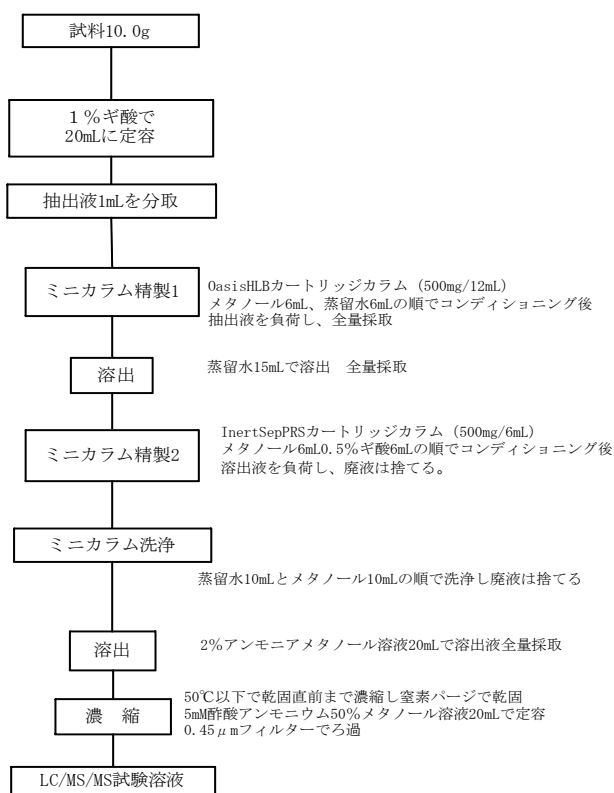 試料10.0g
１％ギ酸で
20mLに定容
抽出液1mLを分取
ミニカラム精製1
OasisHLBカートリッジカラム（500mg/12mL）
メタノール6mL、蒸留水6mLの順でコンディショニング後
抽出液を負荷し、全量採取
溶出
蒸留水15mLで溶出　全量採取
ミニカラム精製2
InertSepPRSカートリッジカラム（500mg/6mL）
メタノール6mL0.5％ギ酸6mLの順でコンディショニング後
溶出液を負荷し、廃液は捨てる。
ミニカラム洗浄
蒸留水10mLとメタノール10mLの順で洗浄し廃液は捨てる
溶出
2％アンモニアメタノール溶液20mLで溶出液全量採取
濃　縮
50℃以下で乾固直前まで濃縮し窒素パージで乾固
5mM酢酸アンモニウム50％メタノール溶液20mLで定容
0.45μmフィルターでろ過
LC/MS/MS試験溶液